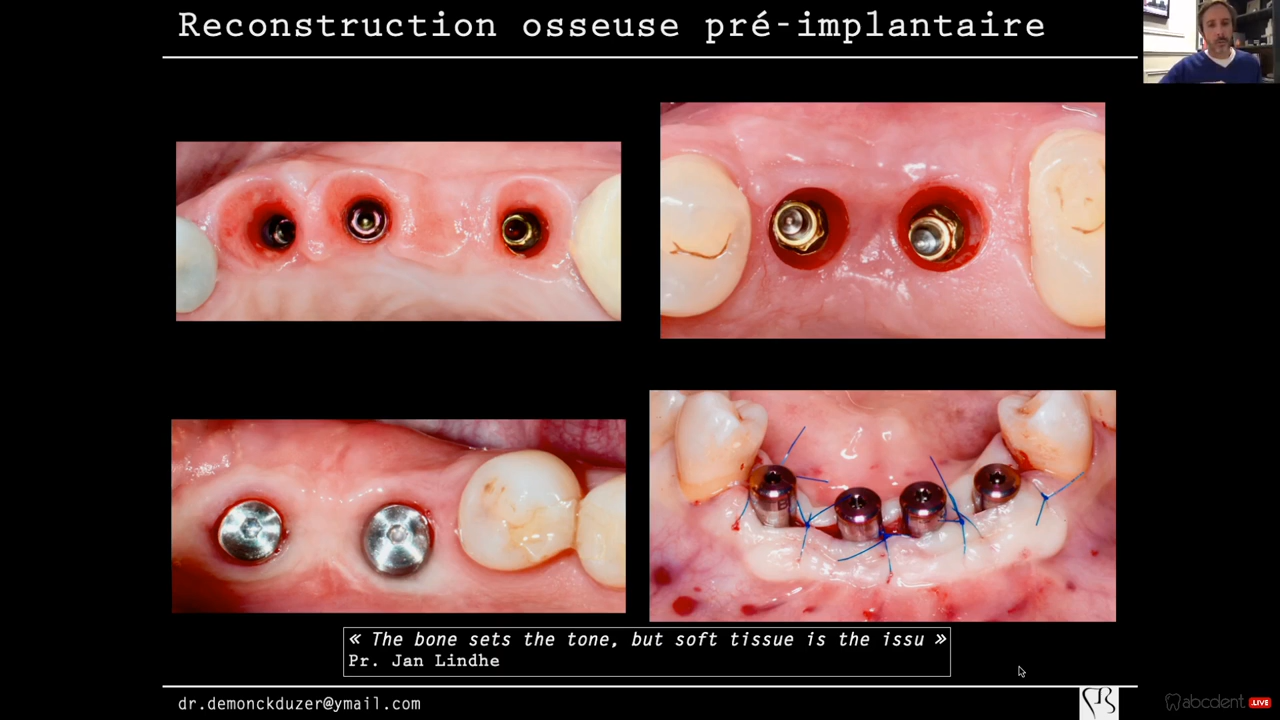 Reconstruction osseuse pré-implantaire
« The bone sets the tone, but soft tissue is the issu »
Pr. Jan Lindhe
dr.demonckduzer@ymail.com
abcdent LIVE